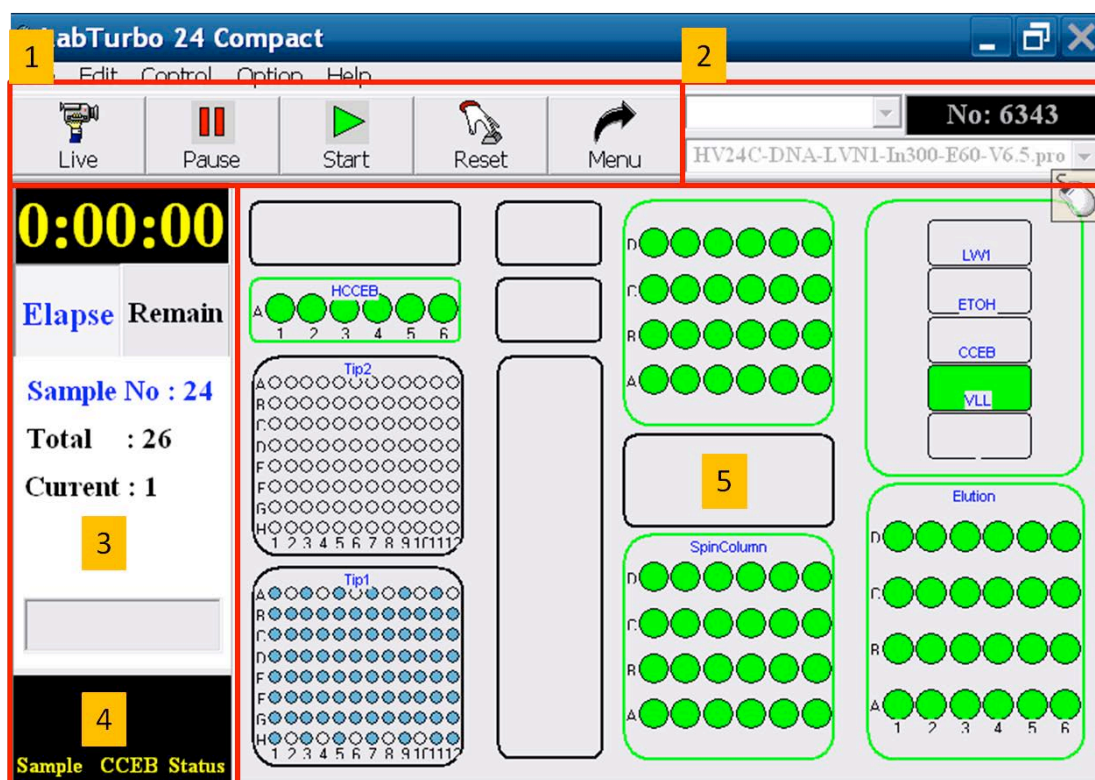 LabTurbo 24 Compact
1
2
Edit Control Option Help
Live Pause Start Reset Menu
No: 6343
HV24C-DNA-LVN1-In300-E60-V6.5.pro
0:00:00
Elapse Remain
Sample No : 24
Total : 26
Current : 1
3
4
Sample CCEB Status
HCCEB
A
1 2 3 4 5 6
Tip2
A
B
C
D
F
F
G
H
1 2 3 4 5 6 7 8 9 10 11 12
Tip1
A
B
C
D
F
F
G
H
1 2 3 4 5 6 7 8 9 10 11 12
D
C
B
A
5
SpinColumn
D
C
B
A
LW1
ETOH
CCEB
VLL
Elution
D
C
B
A
1 2 3 4 5 6